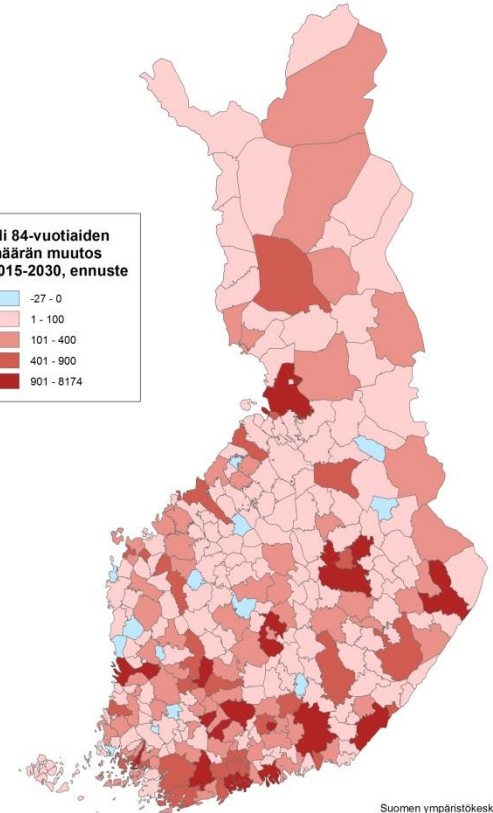 li 84-vuotiaiden
määrän muutos
015-2030, ennuste
-27 - 0
1 - 100
101 - 400
401 - 900
901 - 8174
Suomen ympäristökesk